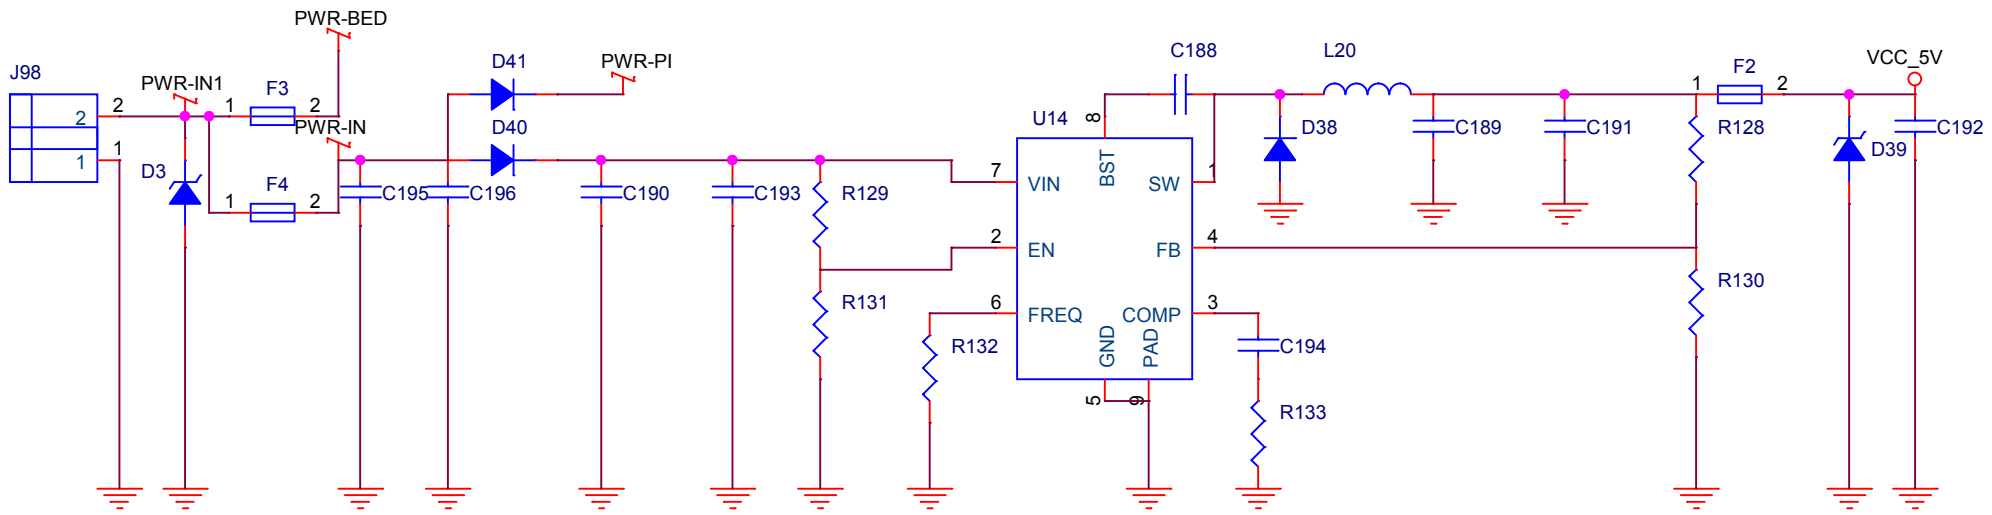 PWR-BED
J98
PWR-IN1
F3
D41
PWR-PI
C188
L20
F2
VCC_5V
2
1
2
1
2
2
8
1
PWR-IN
D40
U14
D38
C189
C191
R128
C192
1
1
D3
F4
BST
D39
7
VIN
SW
1
1
2
C195
C196
C190
C193
R129
2
EN
FB
4
R131
6
FREQ
COMP
3
R130
R132
GND
PAD
C194
5
9
R133